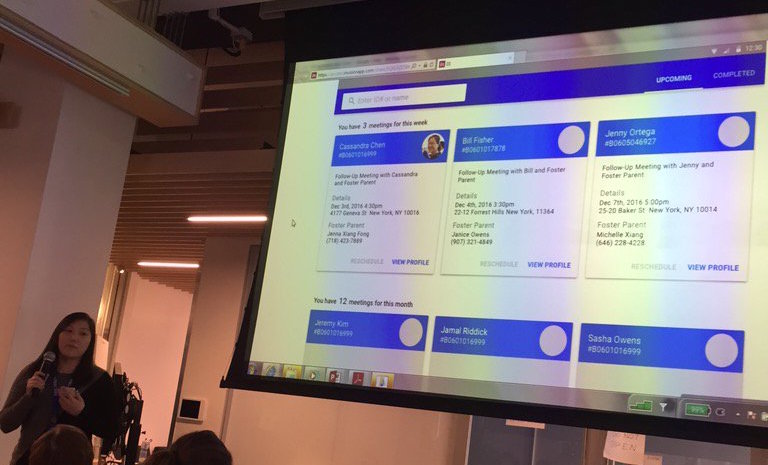 12:30
UPCOMING COMPLETED
Enter ID# or name
You have 3 meetings for this week
Cassandra Chen
#B0601016999
Follow-Up Meeting with Cassandra
and Foster Parent
Details
Dec 3rd, 2016 4:30pm
4177 Geneva St New York, NY 10016
Foster Parent
Jenna Xiang Fong
(718) 423-7889
RESCHEDULE VIEW PROFILE
Bill Fisher
#B0601017878
Follow-Up Meeting with Bill and Foster
Parent
Details
Dec 4th, 2016 3:30pm
22-12 Forrest Hills New York, 11364
Foster Parent
Janice Owens
(907) 321-4849
RESCHEDULE VIEW PROFILE
Jenny Ortega
#B0605046927
Follow-Up Meeting with Jenny and
Foster Parent
Details
Dec 7th, 2016 5:00pm
25-20 Baker St New York, NY 10014
Foster Parent
Michelle Xiang
(646) 228-4228
RESCHEDULE VIEW PROFILE
You have 12 meetings for this month
Jeremy Kim
#B0601016999
Jamal Riddick
#B0601016999
Sasha Owens
#B0601016999
99%
DO NOT
OPEN